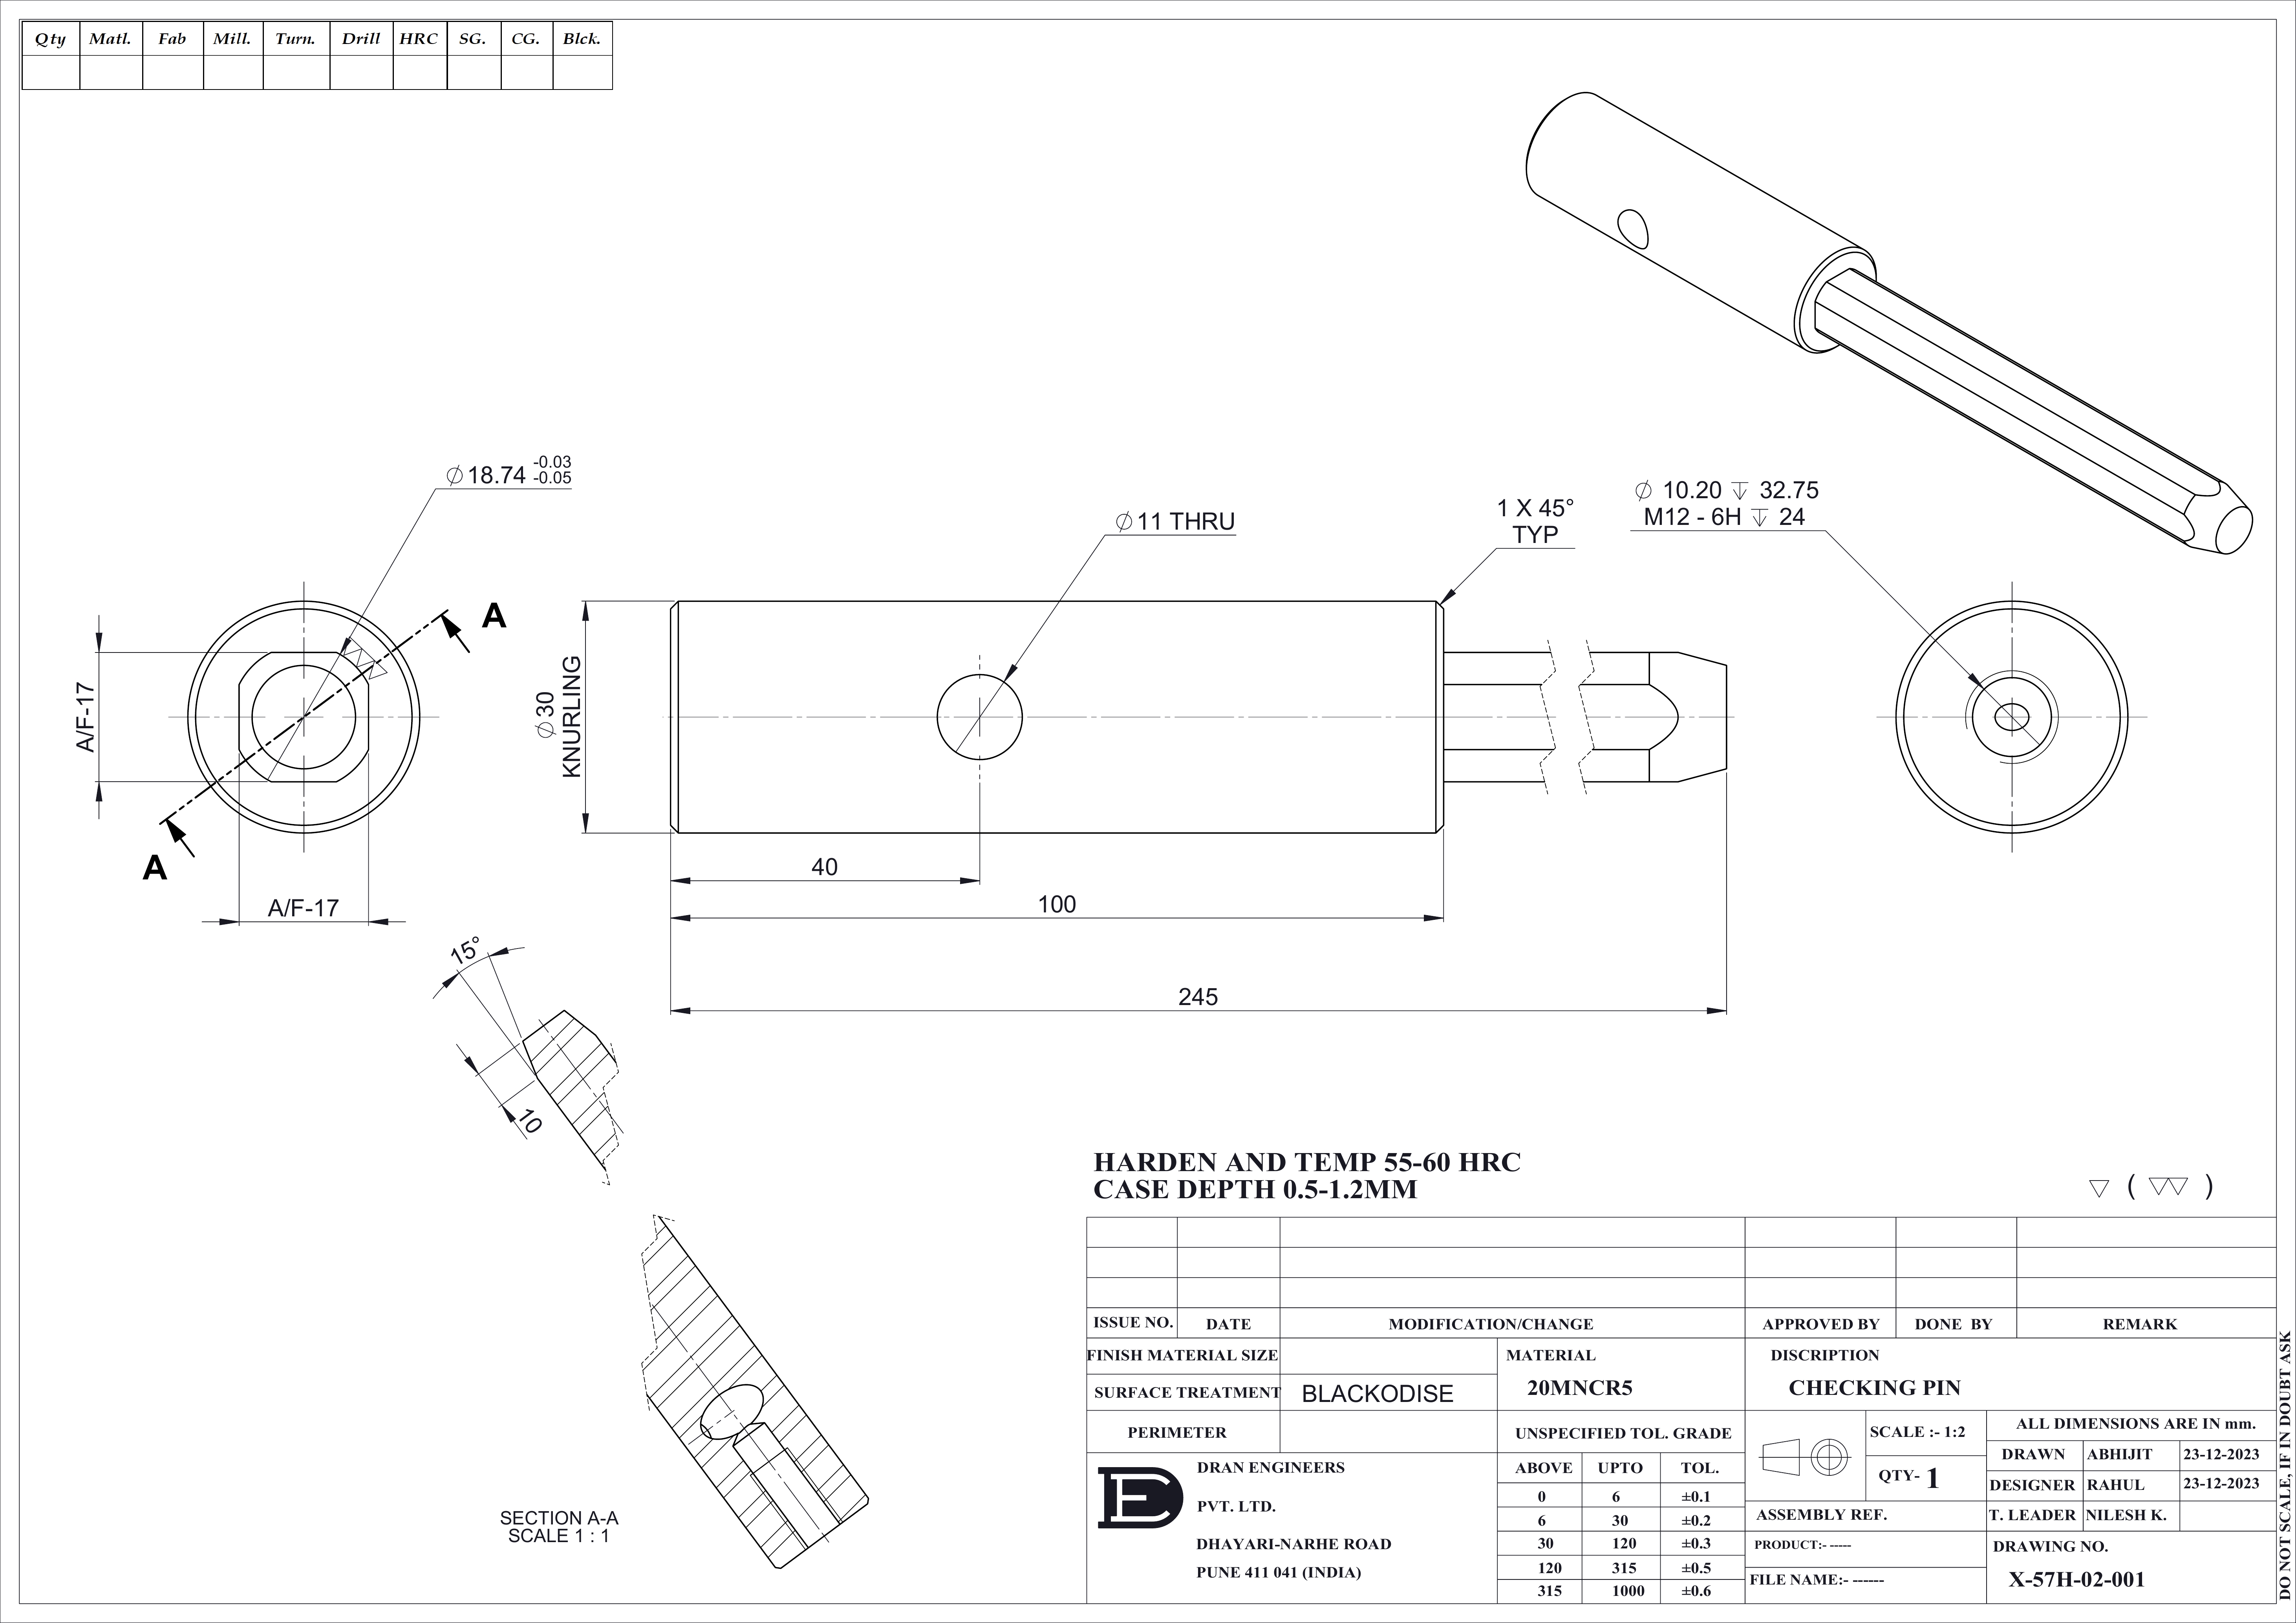 Qty Matl. Fab Mill. Turn. Drill HRC SG. CG. Blck.
⌀ 18.74 -0.03
-0.05
⌀ 11 THRU
1 X 45°
TYP
⌀ 10.20 ↧ 32.75
M12 - 6H ↧ 24
A
A
A/F-17
A/F-17
⌀ 30
KNURLING
40
100
245
15°
10
SECTION A-A
SCALE 1 : 1
HARDEN AND TEMP 55-60 HRC
CASE DEPTH 0.5-1.2MM
( )
ISSUE NO. DATE MODIFICATION/CHANGE APPROVED BY DONE BY REMARK
FINISH MATERIAL SIZE
SURFACE TREATMENT BLACKODISE
PERIMETER
MATERIAL
20MNCR5
DISCRIPTION
CHECKING PIN
UNSPECIFIED TOL. GRADE
ABOVE UPTO TOL.
0 6 ±0.1
6 30 ±0.2
30 120 ±0.3
120 315 ±0.5
315 1000 ±0.6
DE
DRAN ENGINEERS
PVT. LTD.
DHAYARI-NARHE ROAD
PUNE 411 041 (INDIA)
SCALE :- 1:2
QTY- 1
ALL DIMENSIONS ARE IN mm.
DRAWN ABHIJIT 23-12-2023
DESIGNER RAHUL 23-12-2023
T. LEADER NILESH K.
ASSEMBLY REF.
PRODUCT:- -----
FILE NAME:- ------
DRAWING NO.
X-57H-02-001
DO NOT SCALE, IF IN DOUBT ASK